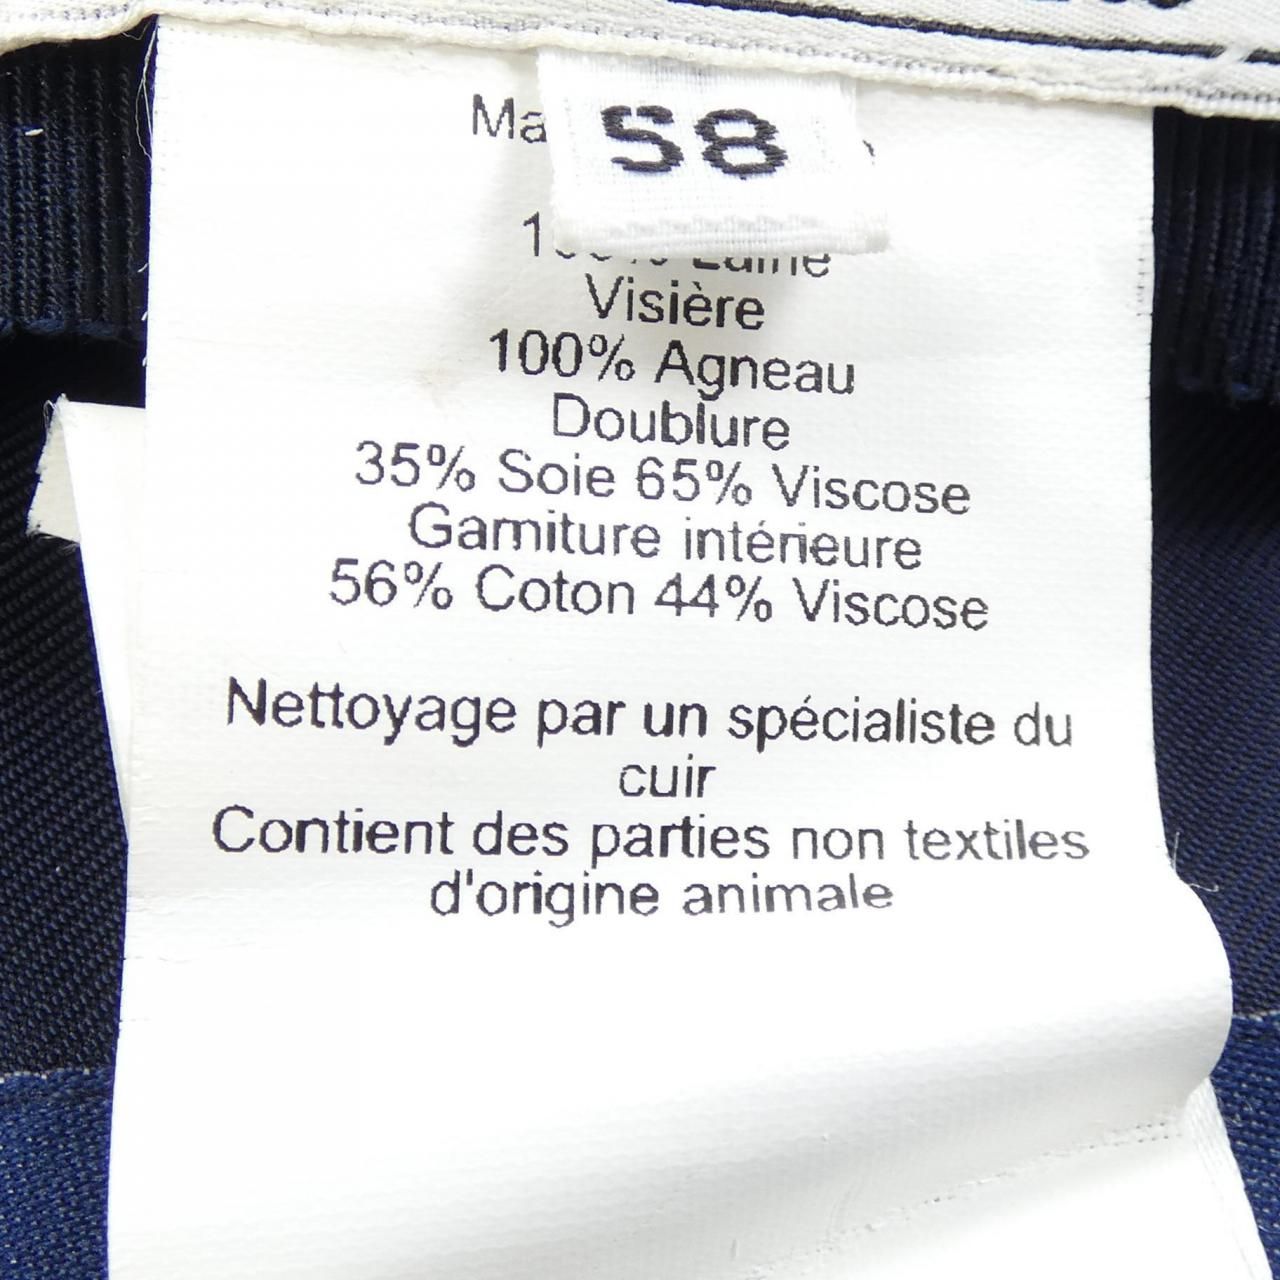 58
Visière
100% Agneau
Doublure
35% Soie 65% Viscose
Garniture intérieure
56% Coton 44% Viscose
Nettoyage par un spécialiste du
cuir
Contient des parties non textiles
d'origine animale